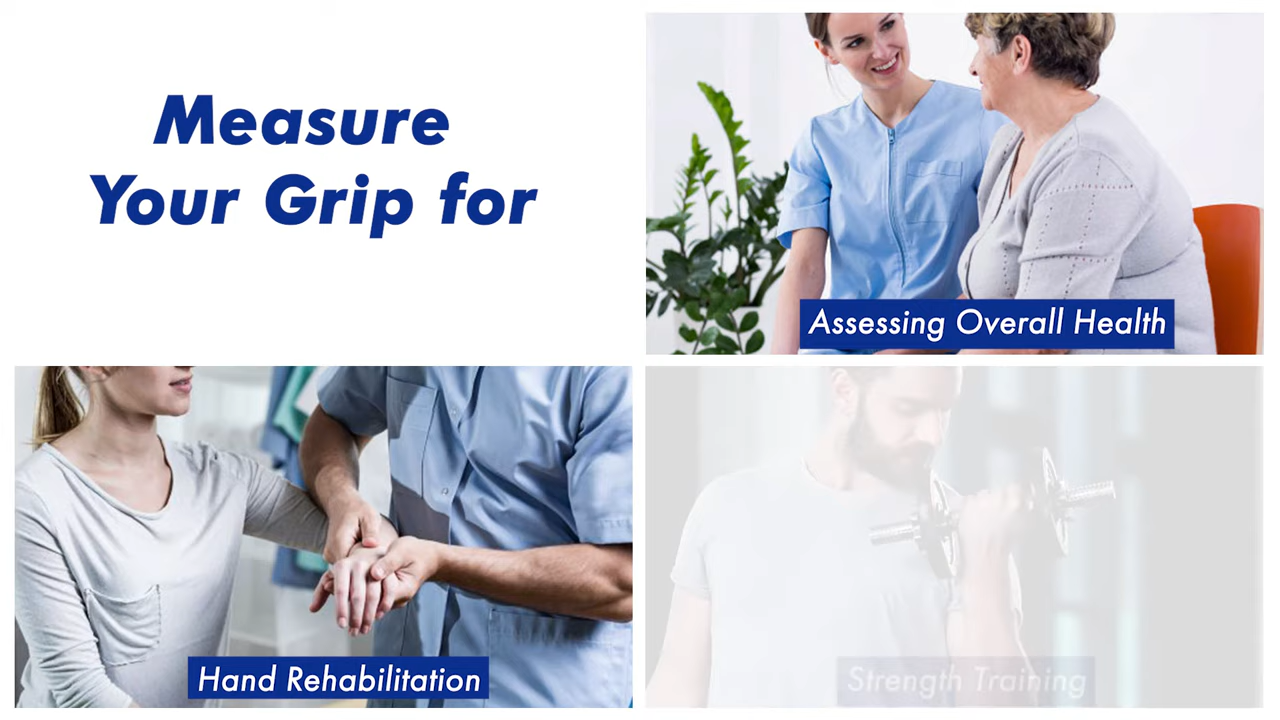 Measure
Your Grip for
Assessing Overall Health
Hand Rehabilitation
Strength Training